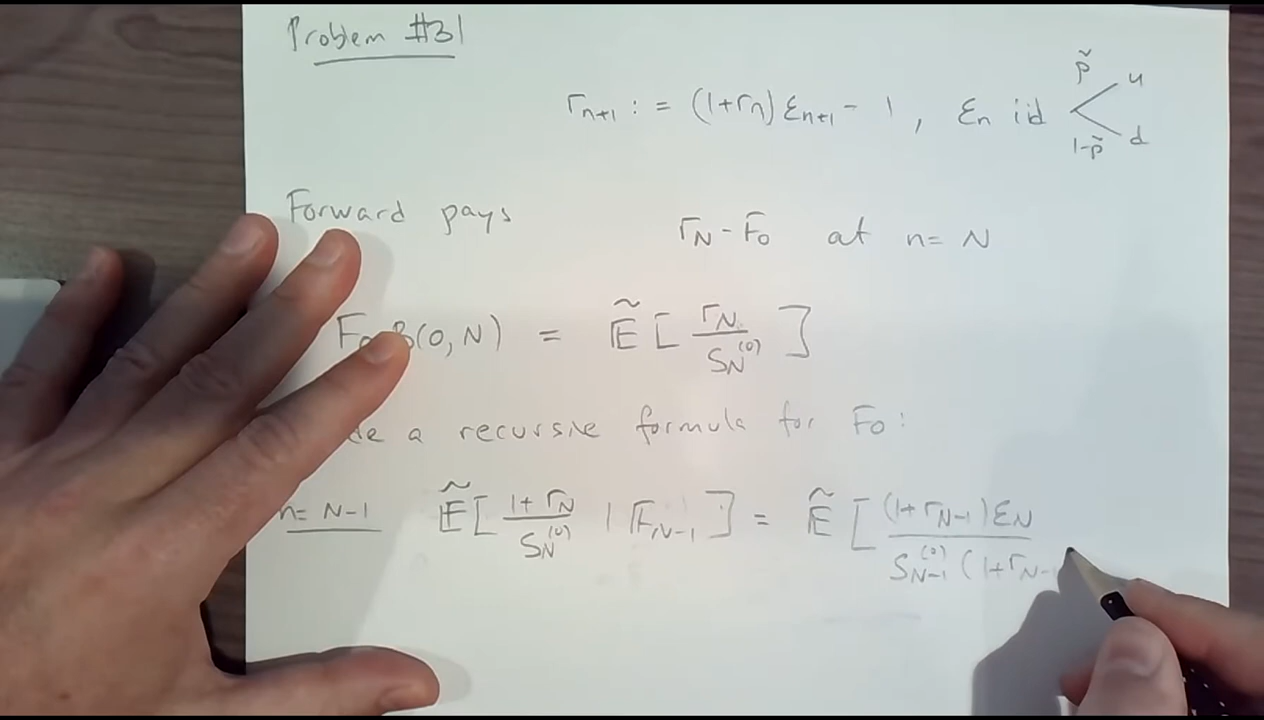 Problem #31
r_{n+1} := (1+r_n) ε_{n+1} - 1 , ε_n iid p̃ u 1-p̃ d
Forward pays r_N - F_0 at n = N
B(0,N) = Ẽ [ r_N / S_N^{(0)} ]
a recursive formula for F_0 :
n = N-1 Ẽ [ (1+r_N) / S_N^{(0)} | F_{N-1} ] = Ẽ [ (1+r_{N-1}) ε_N / S_{N-1}^{(0)} (1+r_{N-